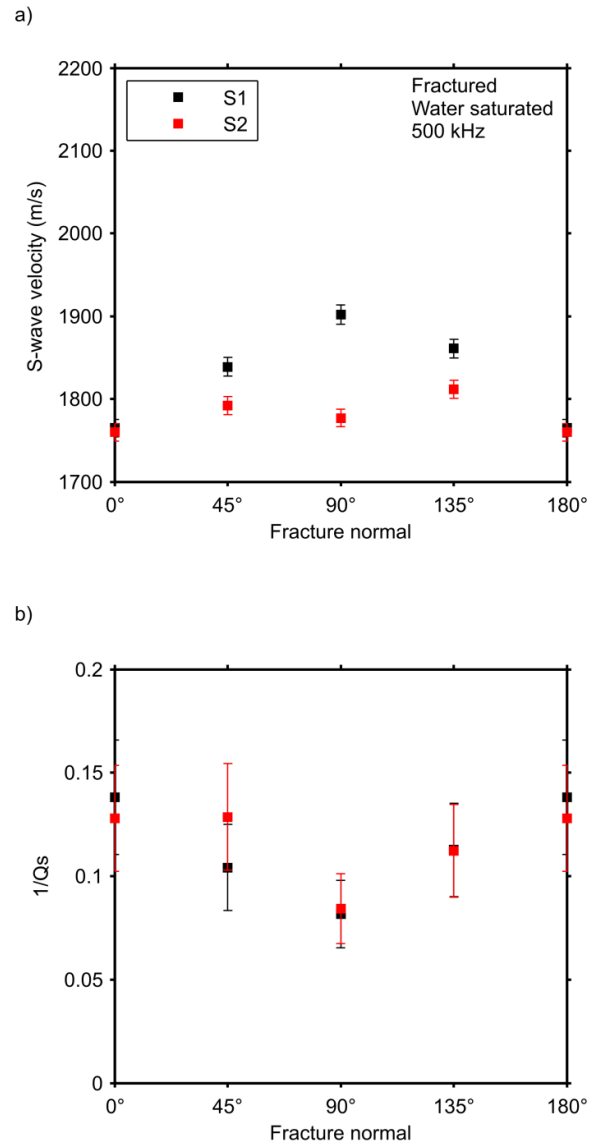 a)
2200
2100
2000
1900
1800
1700
S-wave velocity (m/s)
S1
S2
Fractured
Water saturated
500 kHz
0° 45° 90° 135° 180°
Fracture normal
b)
0.2
0.15
0.1
0.05
0
1/Qs
0° 45° 90° 135° 180°
Fracture normal